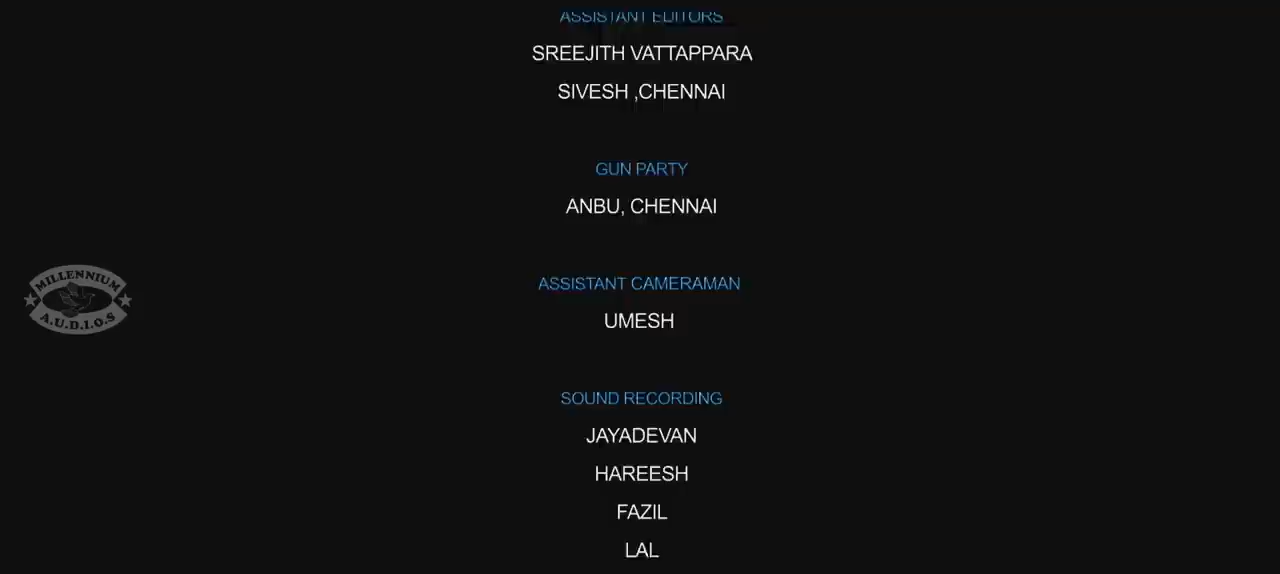 ASSISTANT EDITORS
SREEJITH VATTAPPARA
SIVESH ,CHENNAI
GUN PARTY
ANBU, CHENNAI
ASSISTANT CAMERAMAN
UMESH
MILLENNIUM
A.U.D.I.O.S
SOUND RECORDING
JAYADEVAN
HAREESH
FAZIL
LAL